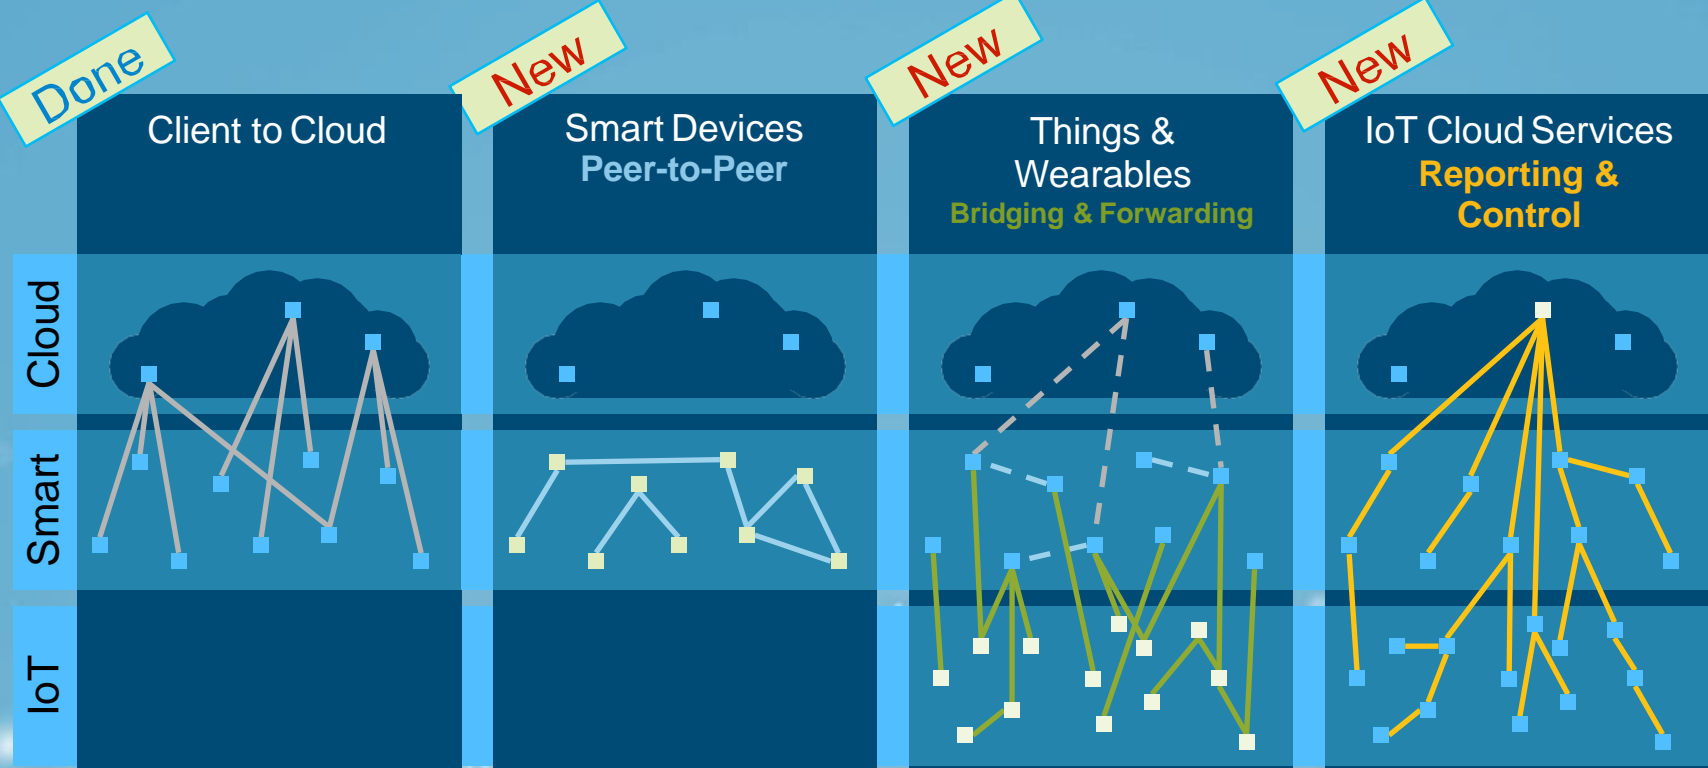 Done
New
New
New
Client to Cloud
Smart Devices
Peer-to-Peer
Things &
Wearables
Bridging & Forwarding
IoT Cloud Services
Reporting &
Control
Cloud
Smart
IoT